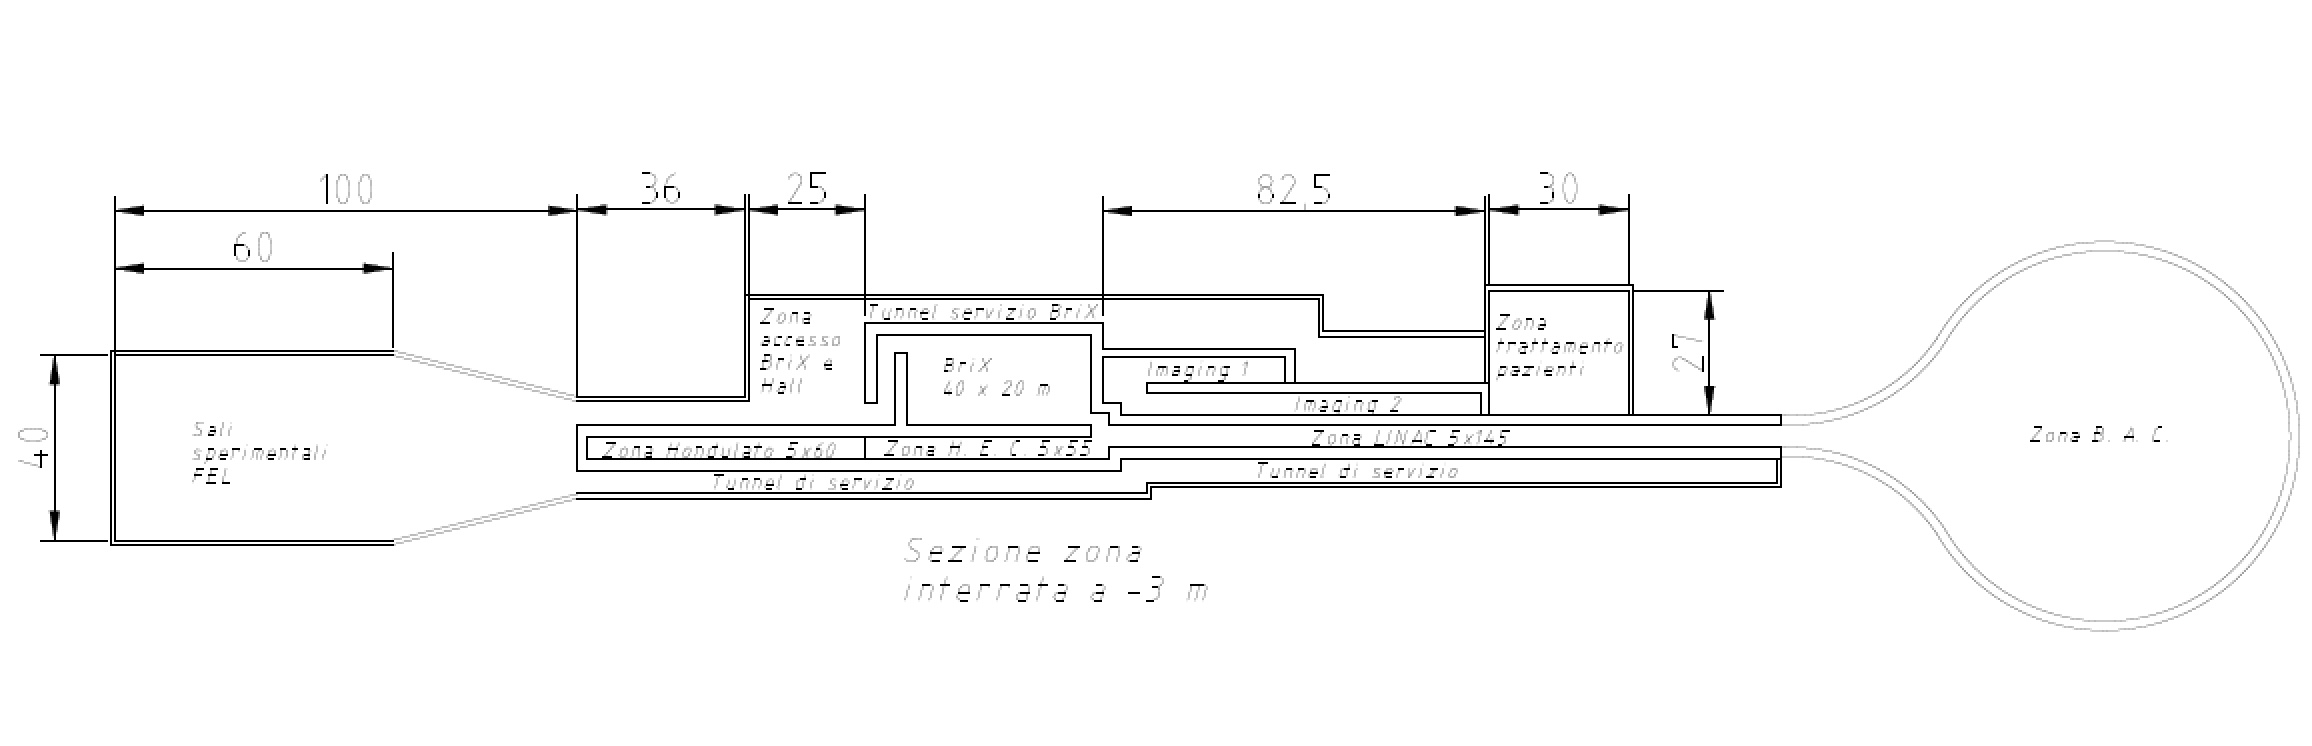 100
36
25
82,5
30
60
Tunnel servizio BriX
Zona
accesso
BriX e
Hall
BriX
40 x 20 m
Imaging 1
Imaging 2
Zona
trattamento
pazienti
27
40
Sali
sperimentali
FEL
Zona Hondulato 5x60
Zona H. E. C. 5x55
Zona LINAC 5x145
Zona B. A. C.
Tunnel di servizio
Tunnel di servizio
Sezione zona
interrata a -3 m